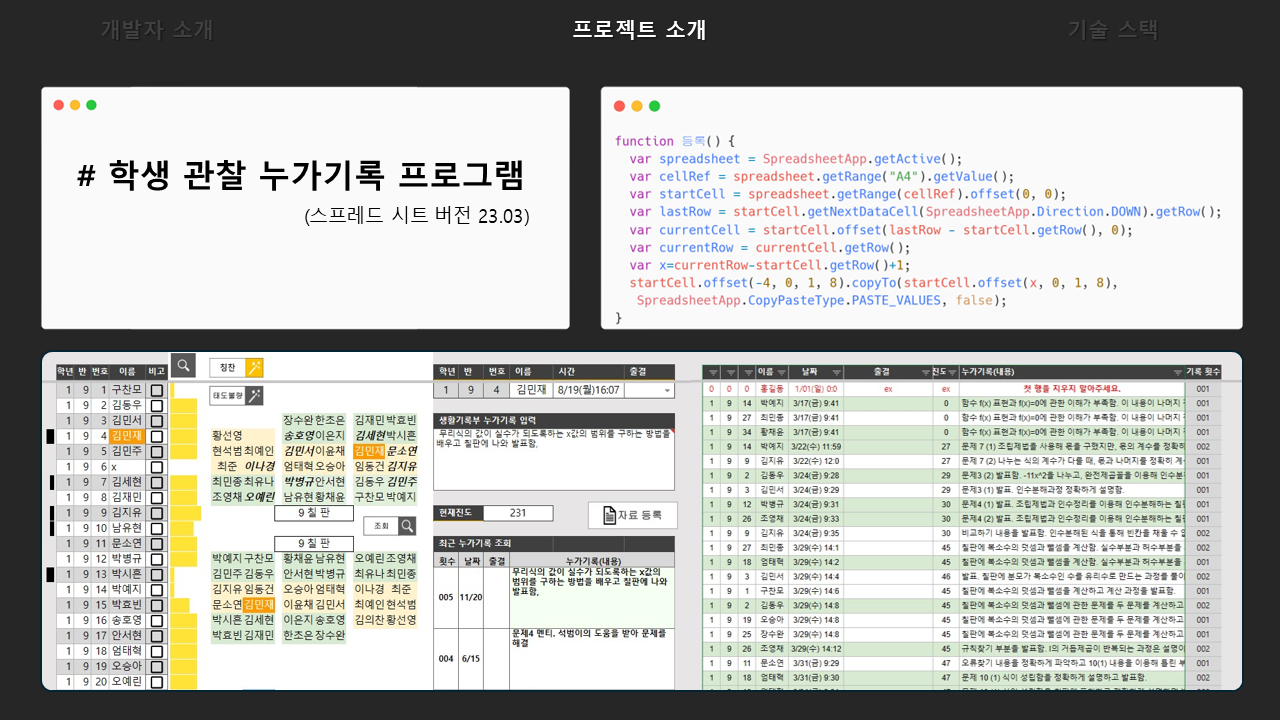 개발자 소개
프로젝트 소개
기술 스택
# 학생 관찰 누가기록 프로그램
(스프레드 시트 버전 23.03)
function 등록() {
var spreadsheet = SpreadsheetApp.getActive();
var cellRef = spreadsheet.getRange("A4").getValue();
var startCell = spreadsheet.getRange(cellRef).offset(0, 0);
var lastRow = startCell.getNextDataCell(SpreadsheetApp.Direction.DOWN).getRow();
var currentCell = startCell.offset(lastRow - startCell.getRow(), 0);
var currentRow = currentCell.getRow();
var x=currentRow-startCell.getRow()+1;
startCell.offset(-4, 0, 1, 8).copyTo(startCell.offset(x, 0, 1, 8),
SpreadsheetApp.CopyPasteType.PASTE_VALUES, false);
}
학년 반 번호 이름 비고
1 9 1 구찬모
1 9 2 김동우
1 9 3 김민서
1 9 4 김민재
1 9 5 김민주
1 9 6 x
1 9 7 김세현
1 9 8 김재민
1 9 9 김지유
1 9 10 남유현
1 9 11 문소연
1 9 12 박병규
1 9 13 박시흔
1 9 14 박예지
1 9 15 박효빈
1 9 16 송호영
1 9 17 안서현
1 9 18 엄태혁
1 9 19 오승아
1 9 20 오예린
칭찬
태도불량
장수완 한조은 김재민 박효빈
황선영 송호영 이은지 김세현 박시흔
현석범 최예인 김민서 이윤채 김민재 문소연
최준 이나경 엄태혁 오승아 임동건 김지유
최민종 최유나 박병규 안서현 김동우 김민주
조영채 오예린 남유현 황채윤 구찬모 박예지
9 칠 판
조회
9 칠 판
박예지 구찬모 황채윤 남유현 오예린 조영채
김민주 김동우 안서현 박병규 최유나 최민종
김지유 임동건 오승아 엄태혁 이나경 최준
문소연 김민재 이윤채 김민서 최예인 현석범
박시흔 김세현 이은지 송호영 김의찬 황선영
박효빈 김재민 한조은 장수완
학년 반 번호 이름 시간 출결
1 9 4 김민재 8/19(월)16:07
생활기록부 누가기록 입력
무리식의 값이 실수가 되도록하는 x값의 범위를 구하는 방법을
배우고 칠판에 나와 발표함.
현재진도 231
자료 등록
최근 누가기록 조회
횟수 날짜 출결 누가기록(내용)
005 11/20 무리식의 값이 실수가 되도록하는 x값의
범위를 구하는 방법을 배우고 칠판에 나와
발표함.
004 6/15 문제4 멘티. 석범이의 도움을 받아 문제를
해결
이름 날짜 출결 진도 누가기록(내용) 기록 횟수
0 0 0 홍길동 1/01(일) 0:0 ex ex 첫 행을 지우지 말아주세요. 001
1 9 14 박예지 3/17(금) 9:41 0 함수 f(x) 표현과 f(x)=0에 관한 이해가 부족함. 이 내용이 나머지 001
1 9 27 최민종 3/17(금) 9:41 0 함수 f(x) 표현과 f(x)=0에 관한 이해가 부족함. 이 내용이 나머지 001
1 9 34 황채윤 3/17(금) 9:41 0 함수 f(x) 표현과 f(x)=0에 관한 이해가 부족함. 이 내용이 나머지 001
1 9 14 박예지 3/22(수) 11:59 27 문제 7 (1) 조립제법을 사용해 몫을 구했지만, 몫의 계수를 정확히 002
1 9 9 김지유 3/22(수) 12:0 27 문제 7 (2) 나누는 식의 계수가 다를 때, 몫과 나머지를 정확히 계 001
1 9 2 김동우 3/24(금) 9:28 29 문제3 (2) 발표함. -11x^2을 나누고, 완전제곱꼴을 이용해 인수분 001
1 9 3 김민서 3/24(금) 9:29 29 문제3 (1) 발표. 인수분해과정 정확하게 설명함. 001
1 9 12 박병규 3/24(금) 9:31 30 문제4 (1) 발표. 조립제법과 인수정리를 이용해 인수분해하는 001
1 9 26 조영채 3/24(금) 9:33 30 문제4 (2) 발표. 조립제법과 인수정리를 이용해 인수분해하는 001
1 9 9 김지유 3/24(금) 9:35 30 비교하기 내용을 발표함. 인수분해된 식을 통해 빈칸을 채울 수 002
1 9 27 최민종 3/29(수) 14:1 45 칠판에 복소수의 덧셈과 뺄셈을 계산함. 실수부분과 허수부분을 002
1 9 18 엄태혁 3/29(수) 14:2 45 칠판에 복소수의 덧셈과 뺄셈을 계산함. 실수부분과 허수부분을 001
1 9 3 김민서 3/29(수) 14:4 46 발표. 칠판에 분모가 복소수인 수를 유리수로 만드는 과정을 002
1 9 1 구찬모 3/29(수) 14:6 45 칠판에 복소수의 덧셈과 뺄셈을 계산하고 계산 과정을 발표함. 001
1 9 2 김동우 3/29(수) 14:8 45 칠판에 복소수의 덧셈과 뺄셈에 관한 문제를 두 문제를 계산하고 002
1 9 19 오승아 3/29(수) 14:8 45 칠판에 복소수의 덧셈과 뺄셈에 관한 문제를 두 문제를 계산하고 001
1 9 25 장수완 3/29(수) 14:8 45 칠판에 복소수의 덧셈과 뺄셈에 관한 문제를 두 문제를 계산하고 001
1 9 26 조영채 3/29(수) 14:12 45 규칙찾기 부분을 발표함. i의 거듭제곱이 반복되는 과정은 002
1 9 11 문소연 3/31(금) 9:29 47 오류찾기 내용을 정확하게 파악하고 10(1) 내용을 이용해 틀린 001
1 9 18 엄태혁 3/31(금) 9:30 47 문제 10 (1) 식이 성립함을 정확하게 설명하고 발표함. 002